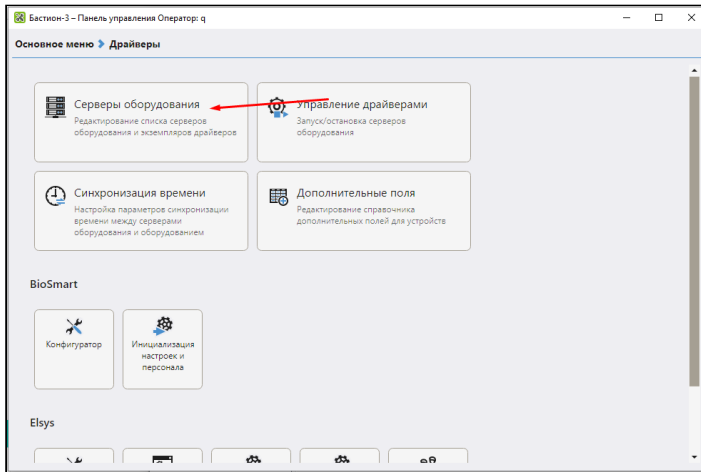 Бастион-3 – Панель управления Оператор: q
Основное меню > Драйверы
Серверы оборудования
Редактирование списка серверов
оборудования и экземпляров драйверов
Управление драйверами
Запуск/остановка серверов
оборудования
Синхронизация времени
Настройка параметров синхронизации
времени между серверами
оборудования и оборудованием
Дополнительные поля
Редактирование справочника
дополнительных полей для устройств
BioSmart
Конфигуратор
Инициализация
настроек и
персонала
Elsys